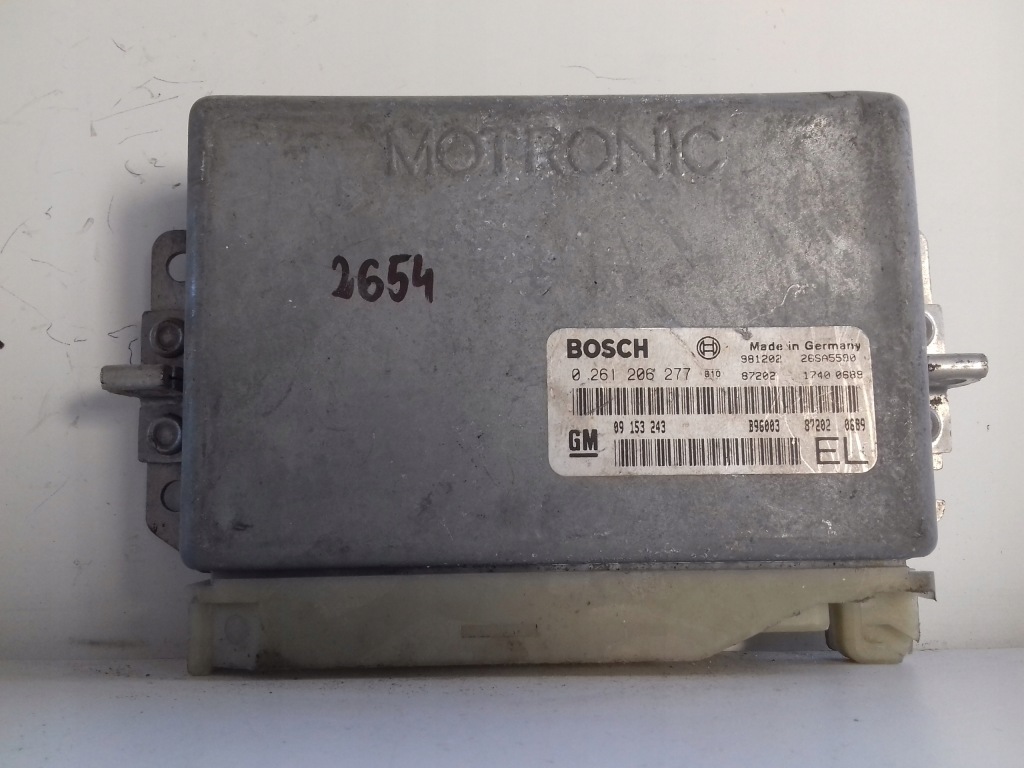 MOTRONIC
2654
BOSCH Made in Germany
981202 26SA5590
0 261 206 277 B10 87202 1740 0689
GM 09 153 243 B96003 87202 0689
EL